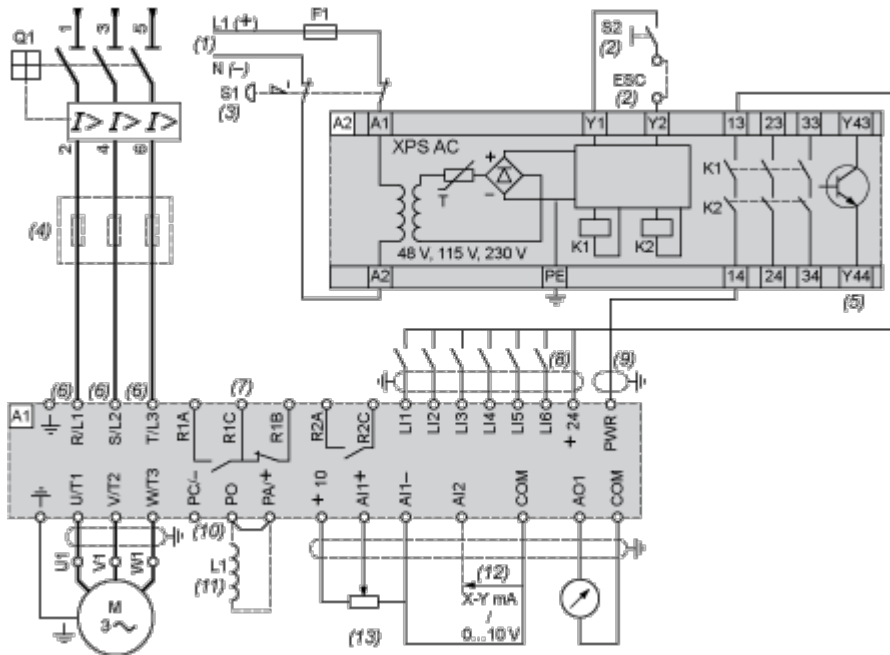 1 3 5
Q1
I> I> I>
2 4 6
(4)
L1 (+)
F1
(1)
N (–)
S1
(3)
S2
(2)
ESC
(2)
A2 A1 Y1 Y2 13 23 33 Y43
XPS AC
+
–
T
K1
K2
K1 K2
48 V, 115 V, 230 V
A2 PE 14 24 34 Y44
(5)
(8) (9)
(6) (6) (6) (7)
A1
R/L1 S/L2 T/L3 R1A R1C R1B R2A R2C LI1 LI2 LI3 LI4 LI5 LI6 + 24 PWR
U/T1 V/T2 W/T3 PC/– PO PA/+ + 10 AI1+ AI1– AI2 COM AO1 COM
(10)
U1 V1 W1
L1
(11)
(12)
X-Y mA
/
0...10 V
(13)
M
3~